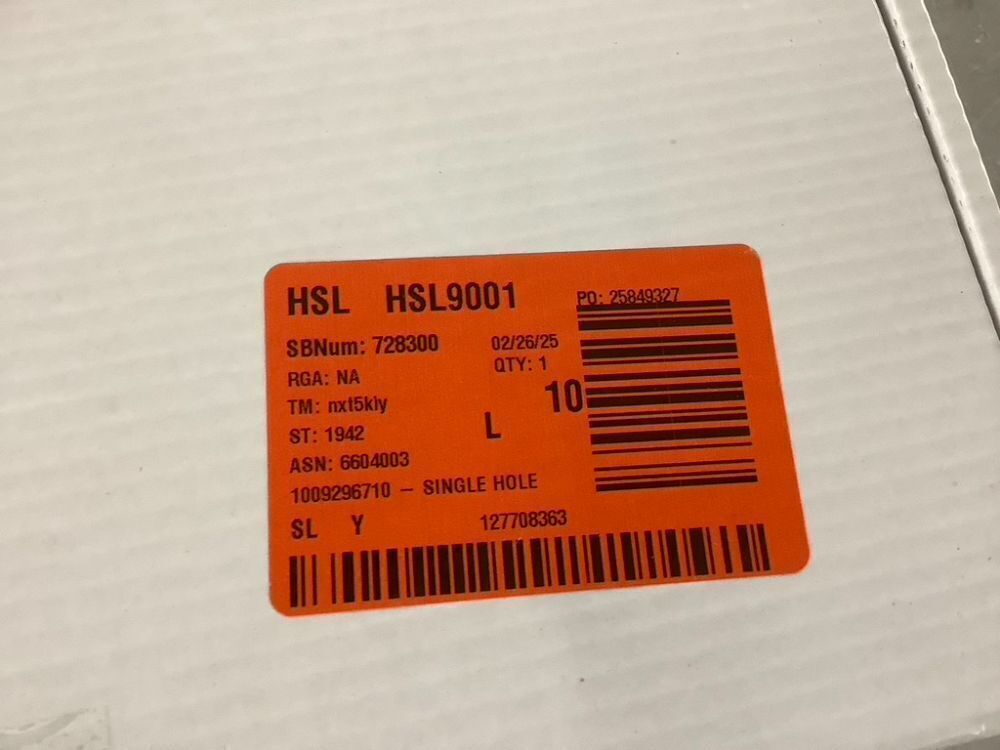 HSL HSL9001
PO: 25849327
SBNum: 728300 02/26/25
RGA: NA QTY: 1
TM: nxt5kly 10
ST: 1942 L
ASN: 6604003
1009296710 – SINGLE HOLE
SL Y 127708363